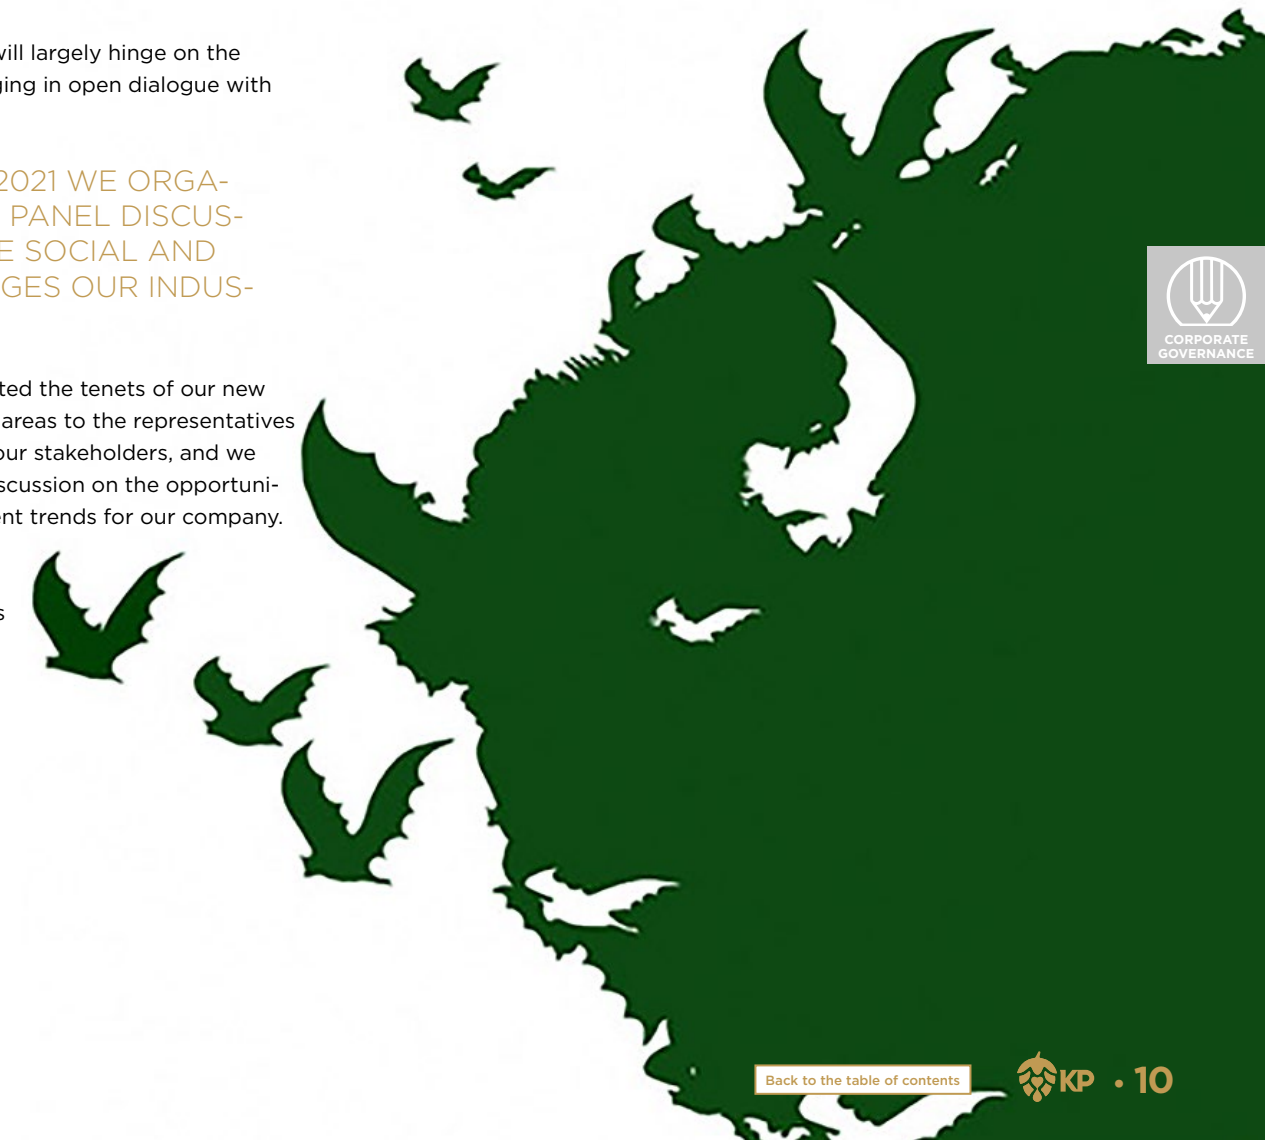 will largely hinge on the
ging in open dialogue with
2021 WE ORGA-
PANEL DISCUS-
E SOCIAL AND
GES OUR INDUS-
ted the tenets of our new
areas to the representatives
our stakeholders, and we
scussion on the opportuni-
ent trends for our company.
s
CORPORATE
GOVERNANCE
Back to the table of contents
KP • 10